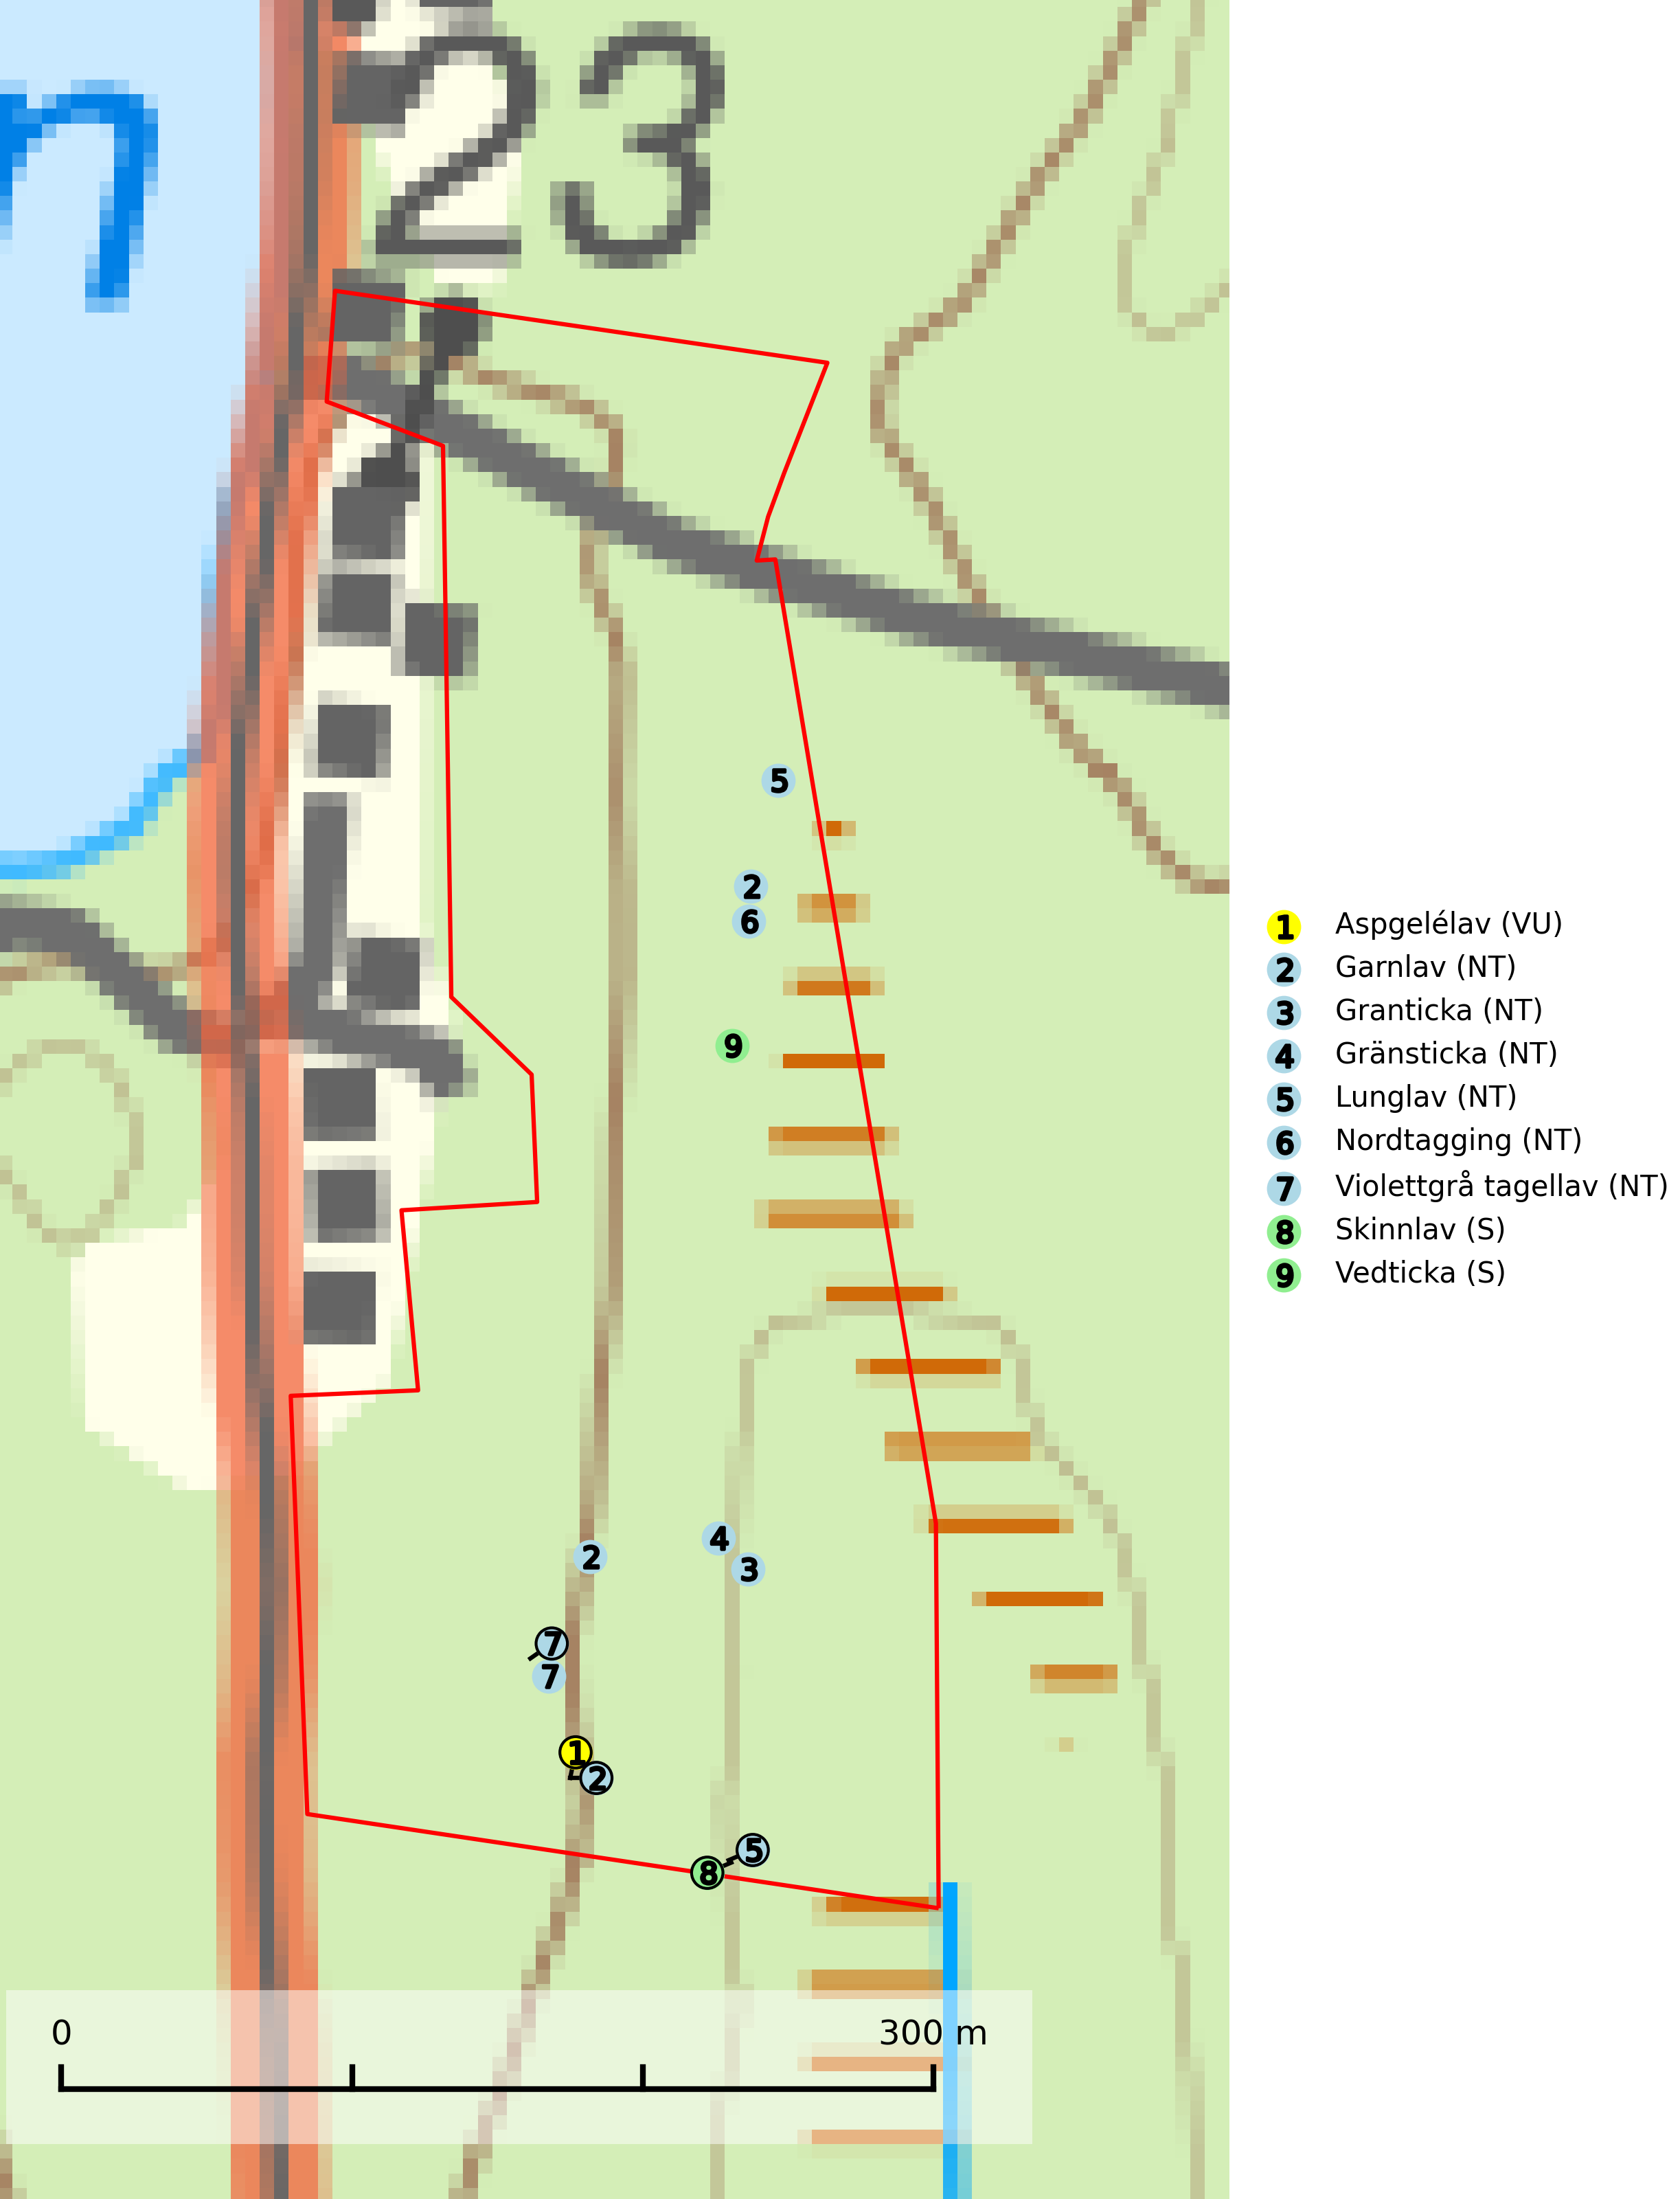 n
23
5
2
6
9
4
2
3
7
7
1
2
5
8
0
300 m
1 Aspgelélav (VU)
2 Garnlav (NT)
3 Granticka (NT)
4 Gränsticka (NT)
5 Lunglav (NT)
6 Nordtagging (NT)
7 Violettgrå tagellav (NT)
8 Skinnlav (S)
9 Vedticka (S)